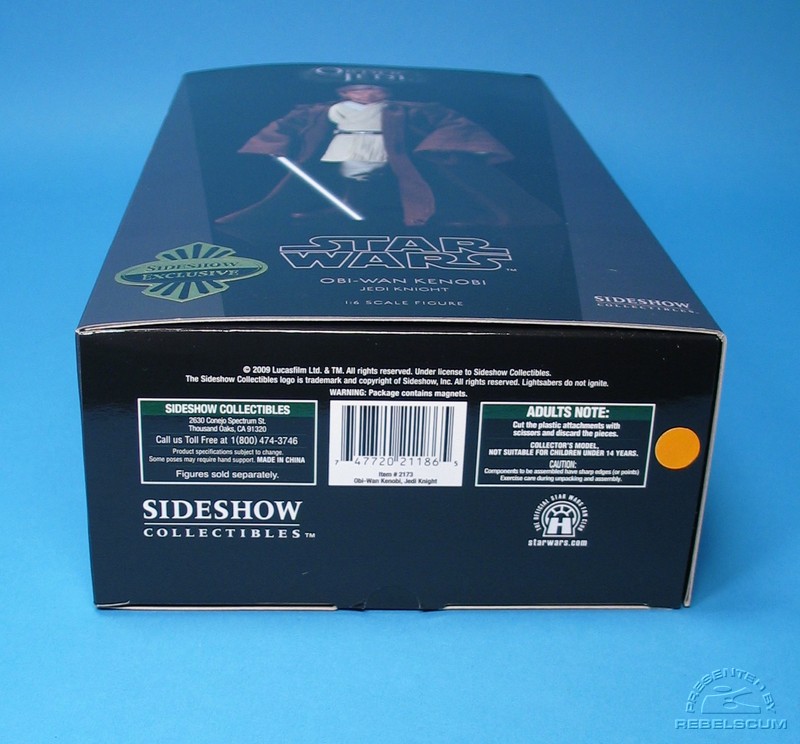 Order of the
Jedi
STAR
WARS™
OBI-WAN KENOBI
JEDI KNIGHT
1:6 SCALE FIGURE
SIDESHOW
EXCLUSIVE
SIDESHOW
COLLECTIBLES.
© 2009 Lucasfilm Ltd. & TM. All rights reserved. Under license to Sideshow Collectibles.
The Sideshow Collectibles logo is trademark and copyright of Sideshow, Inc. All rights reserved. Lightsabers do not ignite.
WARNING: Package contains magnets.
SIDESHOW COLLECTIBLES
2630 Conejo Spectrum St.
Thousand Oaks, CA 91320
Call us Toll Free at 1(800) 474-3746
Product specifications subject to change.
Some poses may require hand support. MADE IN CHINA
Figures sold separately.
7 47720 21186 5
Item # 2173
Obi-Wan Kenobi, Jedi Knight
ADULTS NOTE:
Cut the plastic attachments with
scissors and discard the pieces.
COLLECTOR'S MODEL.
NOT SUITABLE FOR CHILDREN UNDER 14 YEARS.
CAUTION:
Components to be assembled have sharp edges (or points)
Exercise care during unpacking and assembly.
SIDESHOW
COLLECTIBLES™
THE OFFICIAL STAR WARS FAN CLUB
starwars.com
PRESENTED BY
REBELSCUM